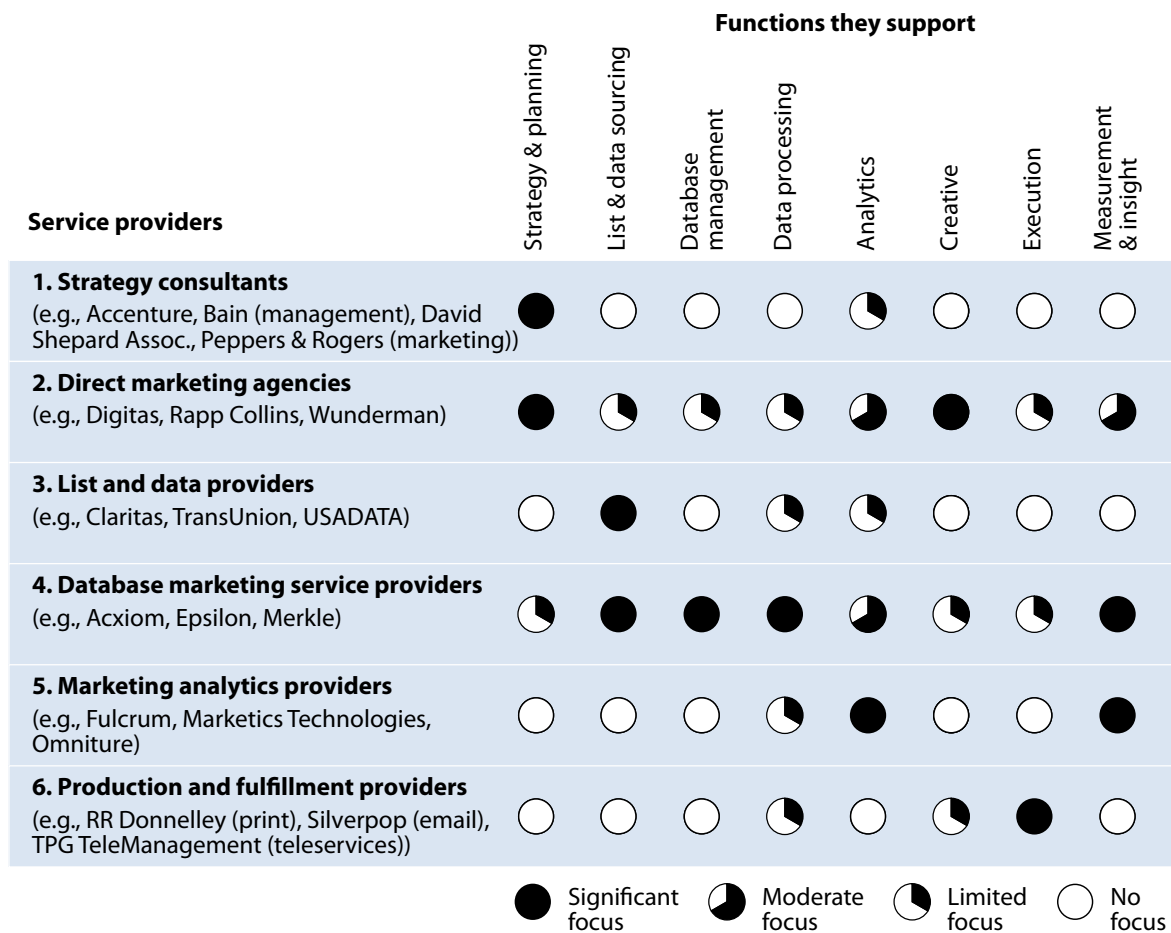 Functions they support
Service providers
Strategy & planning
List & data sourcing
Database
management
Data processing
Analytics
Creative
Execution
Measurement
& insight
1. Strategy consultants
(e.g., Accenture, Bain (management), David
Shepard Assoc., Peppers & Rogers (marketing))
2. Direct marketing agencies
(e.g., Digitas, Rapp Collins, Wunderman)
3. List and data providers
(e.g., Claritas, TransUnion, USADATA)
4. Database marketing service providers
(e.g., Acxiom, Epsilon, Merkle)
5. Marketing analytics providers
(e.g., Fulcrum, Marketics Technologies,
Omniture)
6. Production and fulfillment providers
(e.g., RR Donnelley (print), Silverpop (email),
TPG TeleManagement (teleservices))
Significant
focus
Moderate
focus
Limited
focus
No
focus